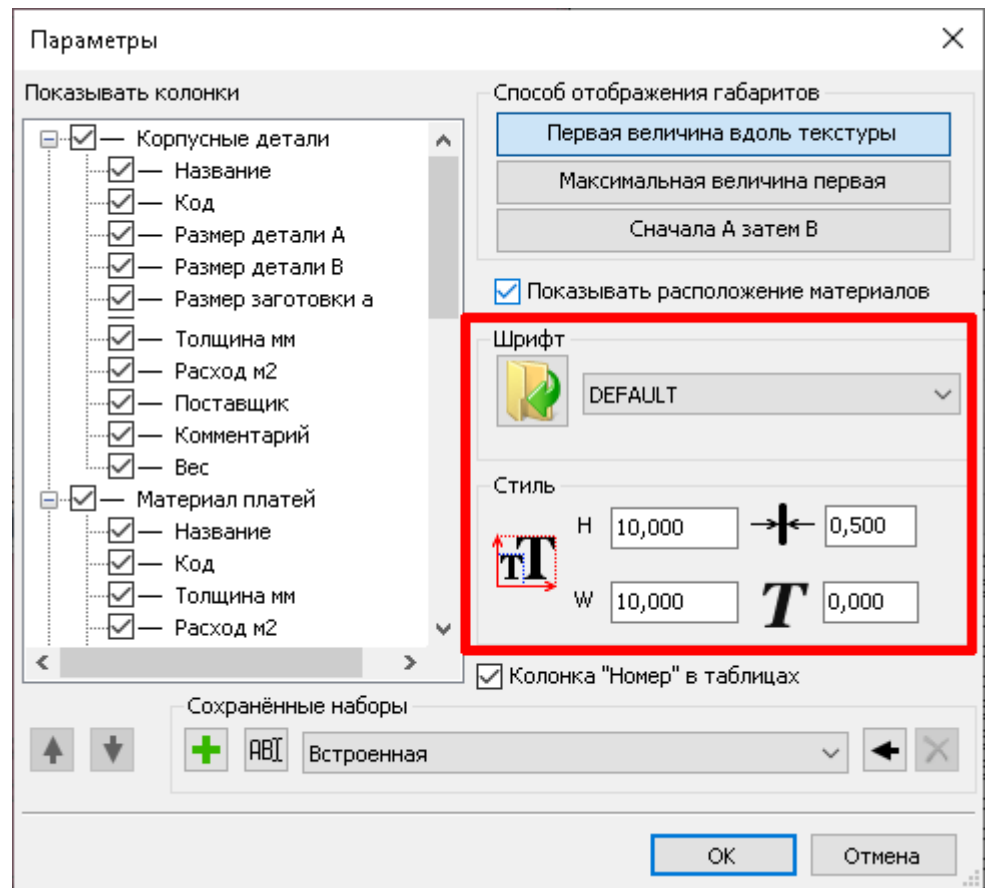 Параметры
Показывать колонки
Корпусные детали
Название
Код
Размер детали А
Размер детали В
Размер заготовки а
Толщина мм
Расход м2
Поставщик
Комментарий
Вес
Материал платей
Название
Код
Толщина мм
Расход м2
Способ отображения габаритов
Первая величина вдоль текстуры
Максимальная величина первая
Сначала А затем В
Показывать расположение материалов
Шрифт
DEFAULT
Стиль
TT
H 10,000 0,500
W 10,000 T 0,000
Колонка "Номер" в таблицах
Сохранённые наборы
ABI Встроенная
ОК Отмена